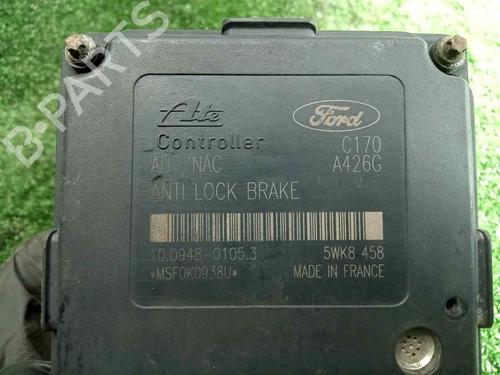 B-PARTS
Ate
Ford
Controller
C170
A426G
ANTI LOCK BRAKE
10.0948-0105.3
5WK8 458
*MSF0K0938U*
MADE IN FRANCE